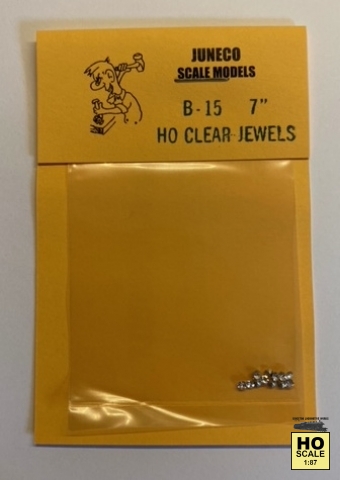 JUNECO
SCALE MODELS
B-15 7"
HO CLEAR JEWELS
HO
SCALE
1:87